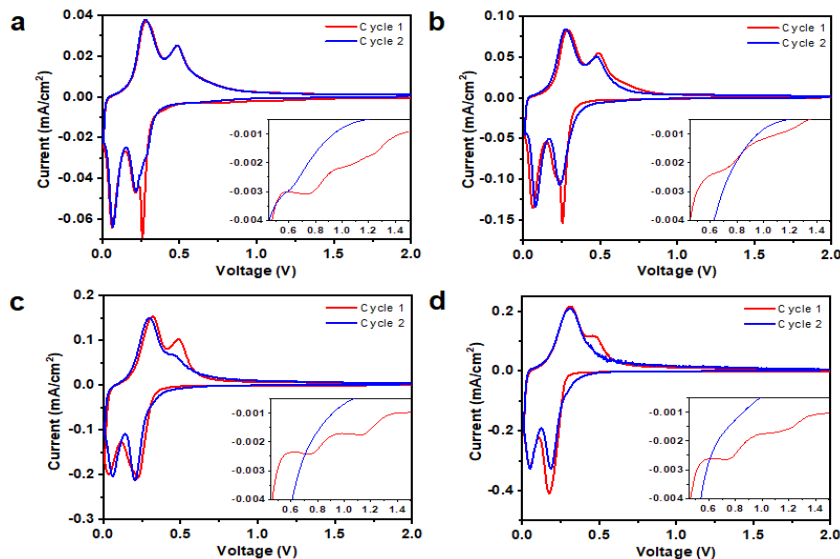 a
0.04
0.02
0.00
-0.02
-0.04
-0.06
Current (mA/cm²)
Cycle 1
Cycle 2
-0.001
-0.002
-0.003
-0.004
0.6 0.8 1.0 1.2 1.4
0.0 0.5 1.0 1.5 2.0
Voltage (V)
b
0.10
0.05
0.00
-0.05
-0.10
-0.15
Current (mA/cm²)
Cycle 1
Cycle 2
-0.001
-0.002
-0.003
-0.004
0.6 0.8 1.0 1.2 1.4
0.0 0.5 1.0 1.5 2.0
Voltage (V)
c
0.2
0.1
0.0
-0.1
-0.2
-0.3
Current (mA/cm²)
Cycle 1
Cycle 2
-0.001
-0.002
-0.003
-0.004
0.6 0.8 1.0 1.2 1.4
0.0 0.5 1.0 1.5 2.0
Voltage (V)
d
0.2
0.0
-0.2
-0.4
Current (mA/cm²)
Cycle 1
Cycle 2
-0.001
-0.002
-0.003
-0.004
0.6 0.8 1.0 1.2 1.4
0.0 0.5 1.0 1.5 2.0
Voltage (V)